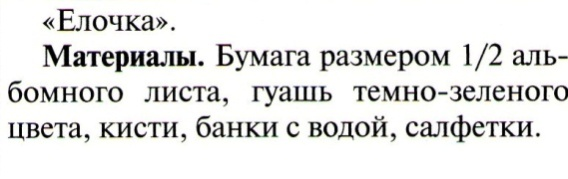 «Елочка».
Материалы. Бумага размером 1/2 аль-
бомного листа, гуашь темно-зеленого
цвета, кисти, банки с водой, салфетки.